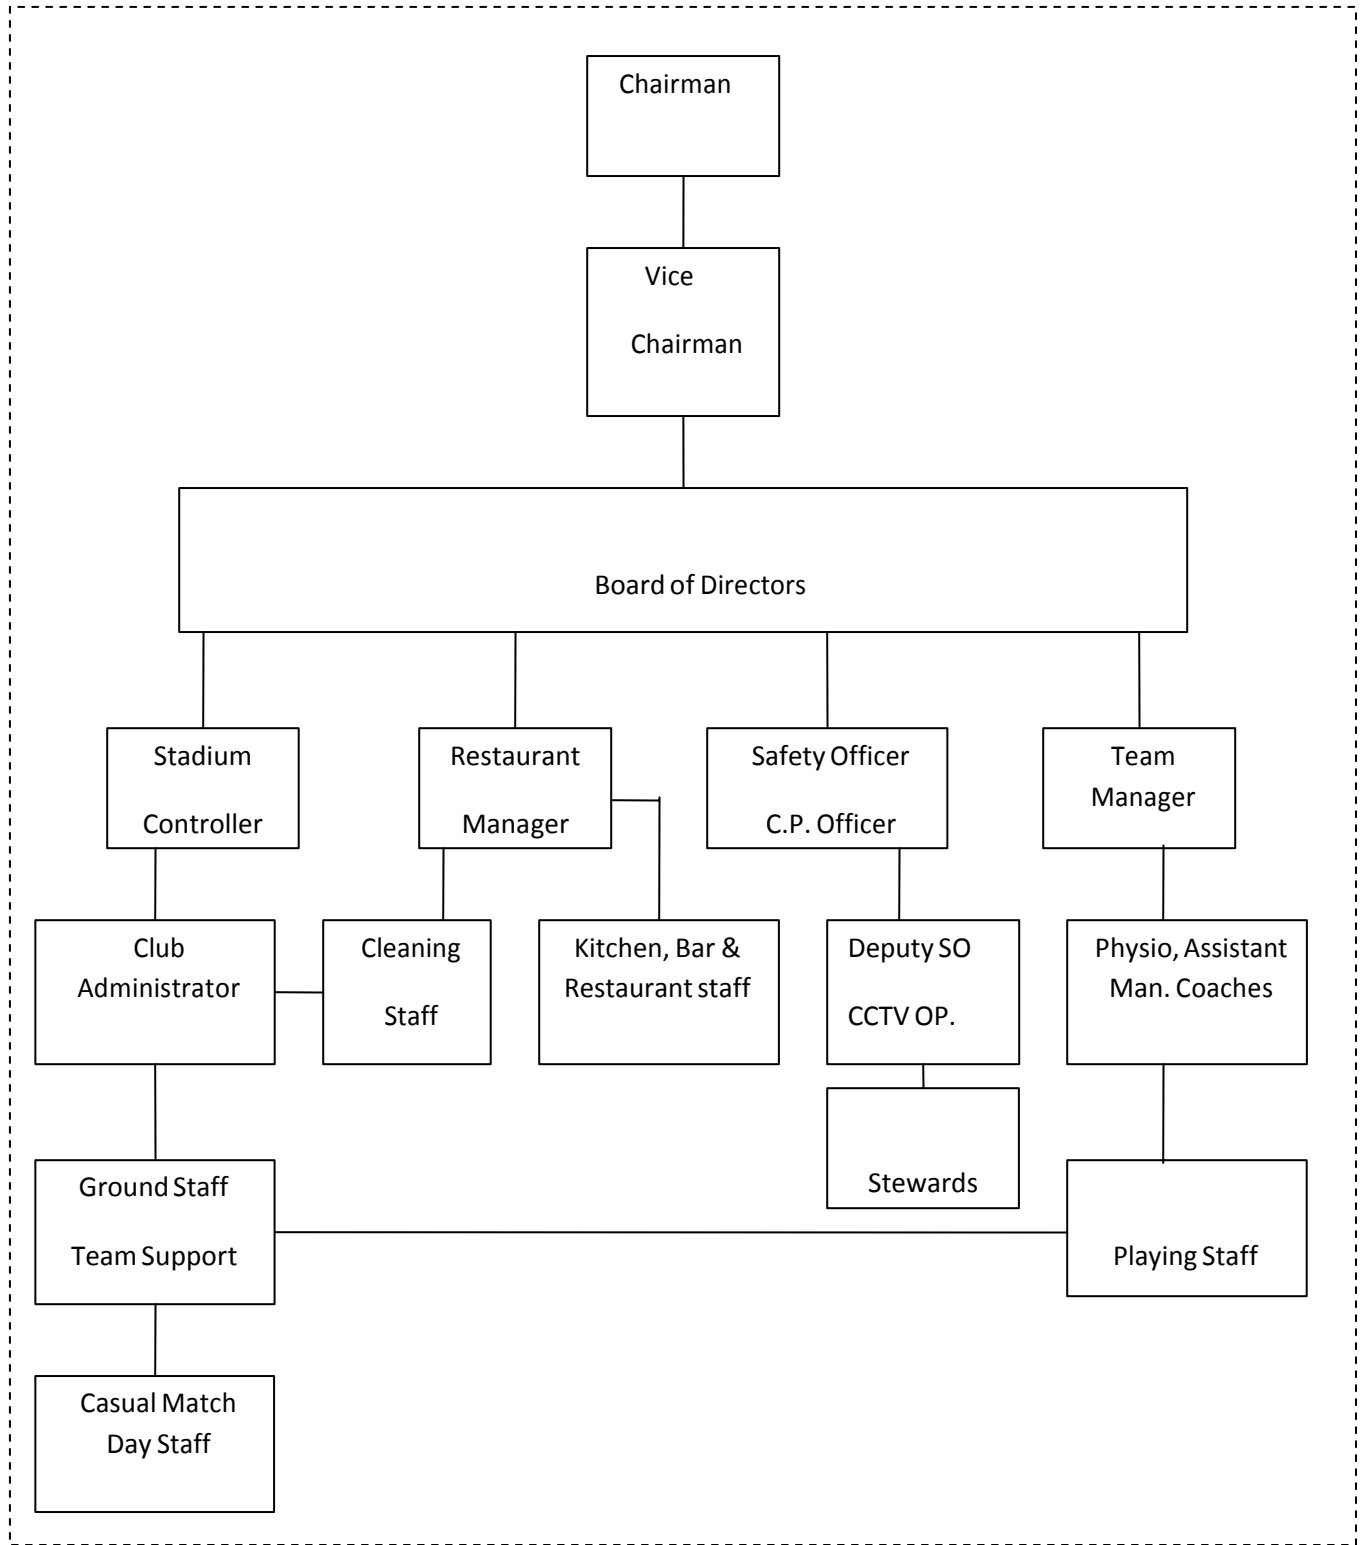 Chairman
Vice
Chairman
Board of Directors
Stadium
Controller
Restaurant
Manager
Safety Officer
C.P. Officer
Team
Manager
Club
Administrator
Cleaning
Staff
Kitchen, Bar &
Restaurant staff
Deputy SO
CCTV OP.
Physio, Assistant
Man. Coaches
Stewards
Ground Staff
Team Support
Playing Staff
Casual Match
Day Staff